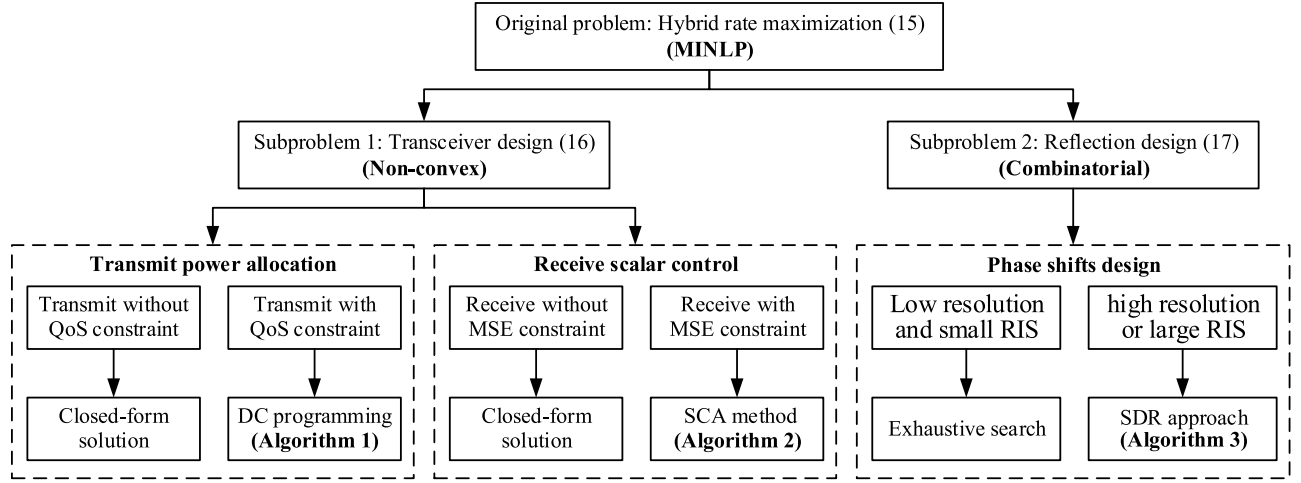 Original problem: Hybrid rate maximization (15)
(MINLP)
Subproblem 1: Transceiver design (16)
(Non-convex)
Subproblem 2: Reflection design (17)
(Combinatorial)
Transmit power allocation
Transmit without
QoS constraint
Transmit with
QoS constraint
Closed-form
solution
DC programming
(Algorithm 1)
Receive scalar control
Receive without
MSE constraint
Receive with
MSE constraint
Closed-form
solution
SCA method
(Algorithm 2)
Phase shifts design
Low resolution
and small RIS
high resolution
or large RIS
Exhaustive search
SDR approach
(Algorithm 3)